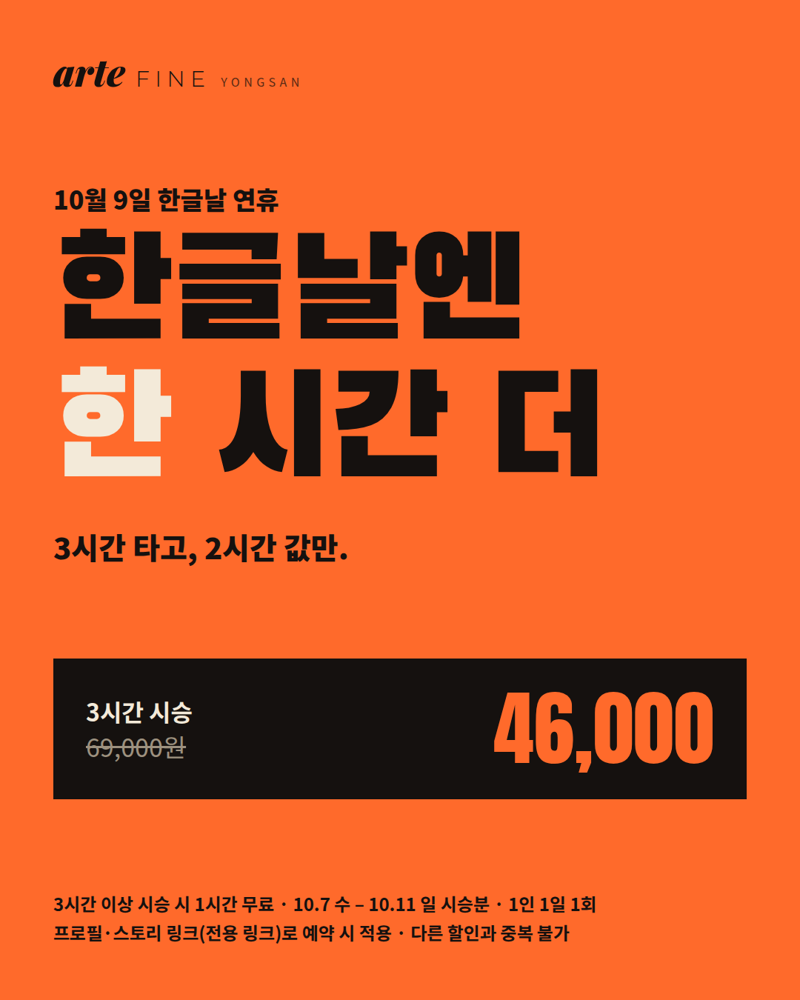 arte FINE YONGSAN
10월 9일 한글날 연휴
한글날엔
한 시간 더
3시간 타고, 2시간 값만.
3시간 시승
69,000원
46,000
3시간 이상 시승 시 1시간 무료 · 10.7 수 – 10.11 일 시승분 · 1인 1일 1회
프로필·스토리 링크(전용 링크)로 예약 시 적용 · 다른 할인과 중복 불가